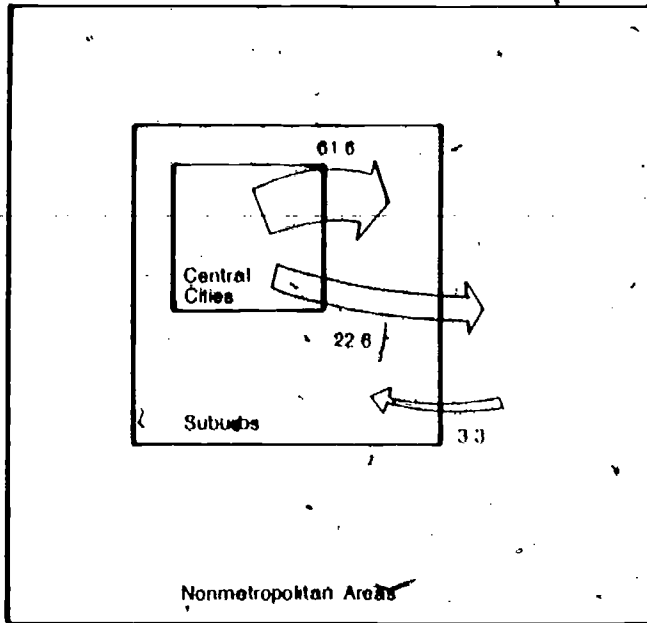 61 6
Central
Cities
22 6
Suburbs
3 3
Nonmetropolitan Areas